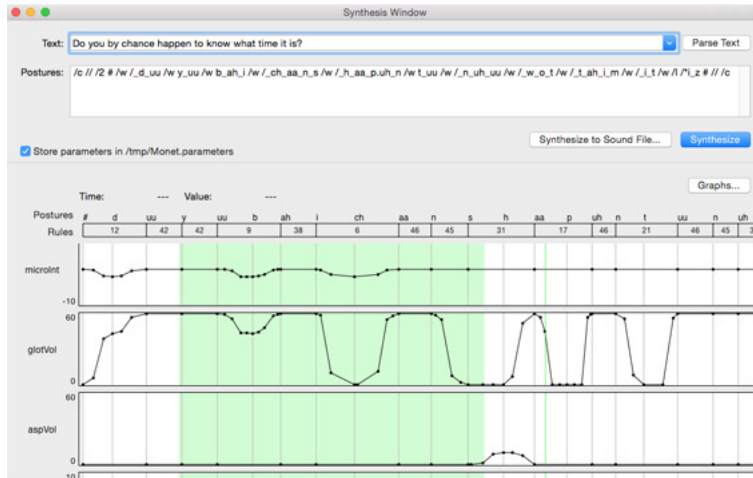 Synthesis Window
Text: Do you by chance happen to know what time it is? Parse Text
Postures: /c // /2 # /w /_d_uu /w y_uu /w b_ah_i /w /_ch_aa_n_s /w /_h_aa_p.uh_n /w t_uu /w /_n_uh_uu /w /_w_o_t /w /_t_ah_i_m /w /_i_t /w /l /*i_z # // /c
Synthesize to Sound File... Synthesize
Store parameters in /tmp/Monet.parameters
Graphs...
Time: --- Value: ---
Postures # d uu y uu b ah i ch aa n s h aa p uh n t uu n uh
Rules 12 42 42 9 38 6 46 45 31 17 46 21 46 45
microInt
-10
60
glotVol
0
60
aspVol
0
10